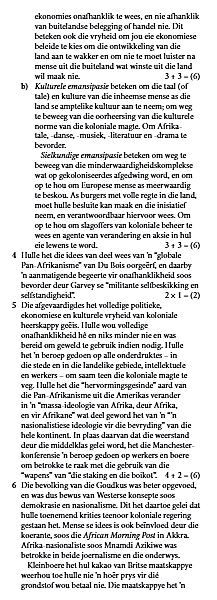 ekonomies onafhanklik te wees, en nie afhanklik
van buitelandse belegging of handel nie. Dit
beteken ook die vryheid om jou eie ekonomiese
beleide te kies om die ontwikkeling van die
land aan te wakker en om nie te moet luister na
mense uit die buiteland wat winste uit die land
wil maak nie. 3 + 3 = (6)
b) Kulturele emansipasie beteken om die taal (of
tale) en kulture van die inheemse mense as die
land se amptelike kultuur aan te neem; om weg
te beweeg van die oorheersing van die kulturele
norme van die koloniale magte. Om Afrika-
tale, -danse, -musiek, -literatuur en -drama te
bevorder.
Sielkundige emansipasie beteken om weg te
beweeg van die minderwaardigheidskomplekse
wat op gekoloniseerdes afgedwing word, en om
op te hou om Europese mense as meerwaardig
te beskou. As burgers met volle regte in die land,
moet hulle besluite kan maak en die inisiatief
neem, en verantwoordbaar hiervoor wees. Om
op te hou om slagoffers van koloniale beheer te
wees en agente van verandering en aksie in hul
eie lewens te word. 3 + 3 = (6)
4 Hulle het die idees van deel wees van 'n "globale
Pan-Afrikanisme" van Du Bois oorgeërf, en daarby
'n aanmatigende begeerte vir onafhanklikheid soos
bevorder deur Garvey se "militante selfbeskikking en
selfstandigheid". 2 x 1 = (2)
5 Die afgevaardigdes het volledige politieke,
ekonomiese en kulturele vryheid van koloniale
heerskappy geëis. Hulle wou volledige
onafhanklikheid hê en niks minder nie en was
bereid om geweld te gebruik indien nodig. Hulle
het 'n beroep gedoen op alle onderdruktes – in
die stede en in die landelike gebiede, intellektuele
en werkers – om saam teen die koloniale magte te
veg. Hulle het die "hervormingsgesinde" aard van
die Pan-Afrikanisme uit die Amerikas verander
in 'n "massa-ideologie van Afrika, deur Afrika,
en vir Afrikane" wat deel geword het van 'n "'n
nasionalistiese ideologie vir die bevryding" van die
hele kontinent. In plaas daarvan dat die weerstand
deur die middelklas gelei word, het die Manchester-
konferensie 'n beroep gedoen op werkers en boere
om betrokke te raak met die gebruik van die
"wapens" van "die staking en die boikot". 4 + 2 = (6)
6 Die bevolking van die Goudkus was beter opgevoed,
en was dus bewus van Westerse konsepte soos
demokrasie en nasionalisme. Dit het daartoe gelei dat
hulle toenemend krities teenoor koloniale regering
gestaan het. Mense se idees is ook beïnvloed deur die
koerante, soos die African Morning Post in Akkra.
Afrika-nasionaliste soos Nnamdi Azikiwe was
betrokke in beide joernalisme en die onderwys.
Kleinboere het hul kakao van Britse maatskappye
weerhou toe hulle nie 'n hoër prys vir dié
grondstof wou betaal nie. Die maatskappye het 'n